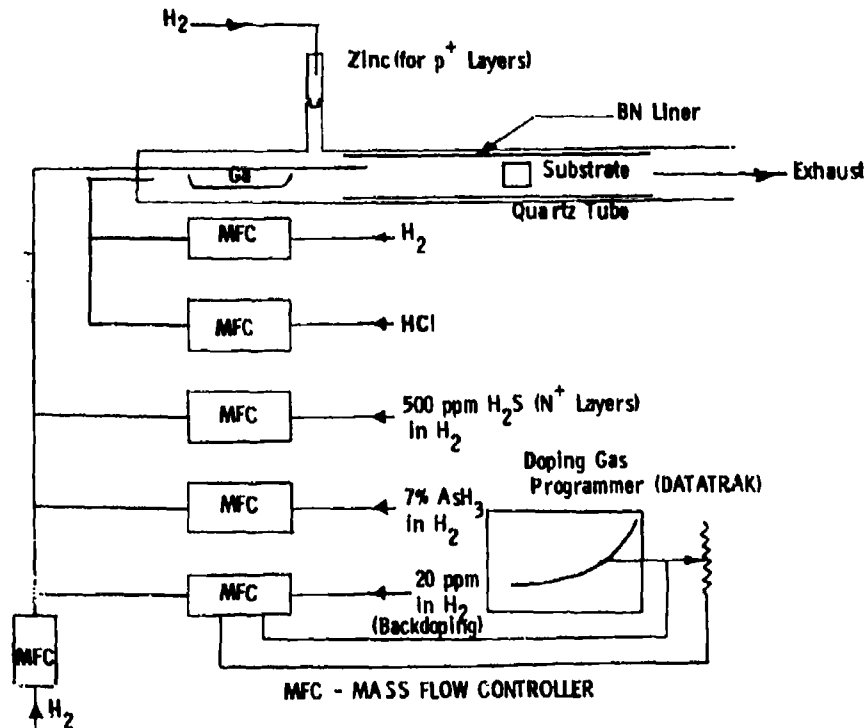 H2
Zinc (for p+ Layers)
BN Liner
Ga
Substrate
Exhaust
Quartz Tube
MFC
H2
MFC
HCl
MFC
500 ppm H2S (N+ Layers)
in H2
Doping Gas
Programmer (DATATRAK)
MFC
7% AsH3
in H2
MFC
20 ppm
in H2
(Backdoping)
MFC
MFC - MASS FLOW CONTROLLER
H2